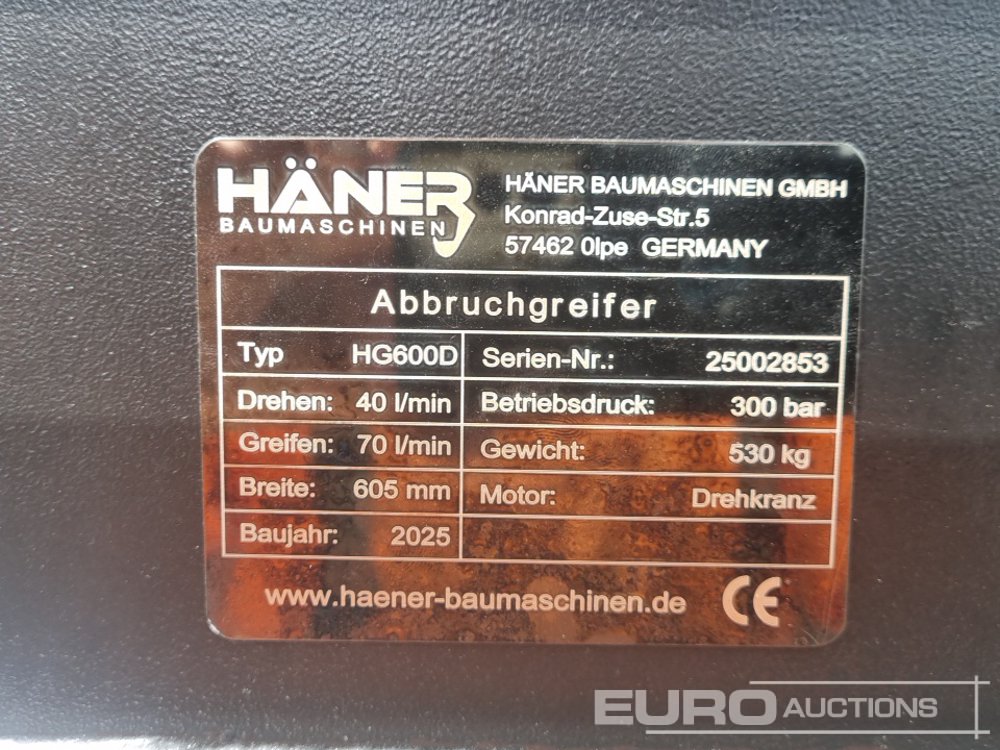 HÄNER
BAUMASCHINEN
HÄNER BAUMASCHINEN GMBH
Konrad-Zuse-Str.5
57462 Olpe GERMANY
Abbruchgreifer
Typ HG600D Serien-Nr.: 25002853
Drehen: 40 l/min Betriebsdruck: 300 bar
Greifen: 70 l/min Gewicht: 530 kg
Breite: 605 mm Motor: Drehkranz
Baujahr: 2025
www.haener-baumaschinen.de CE
EURO AUCTIONS